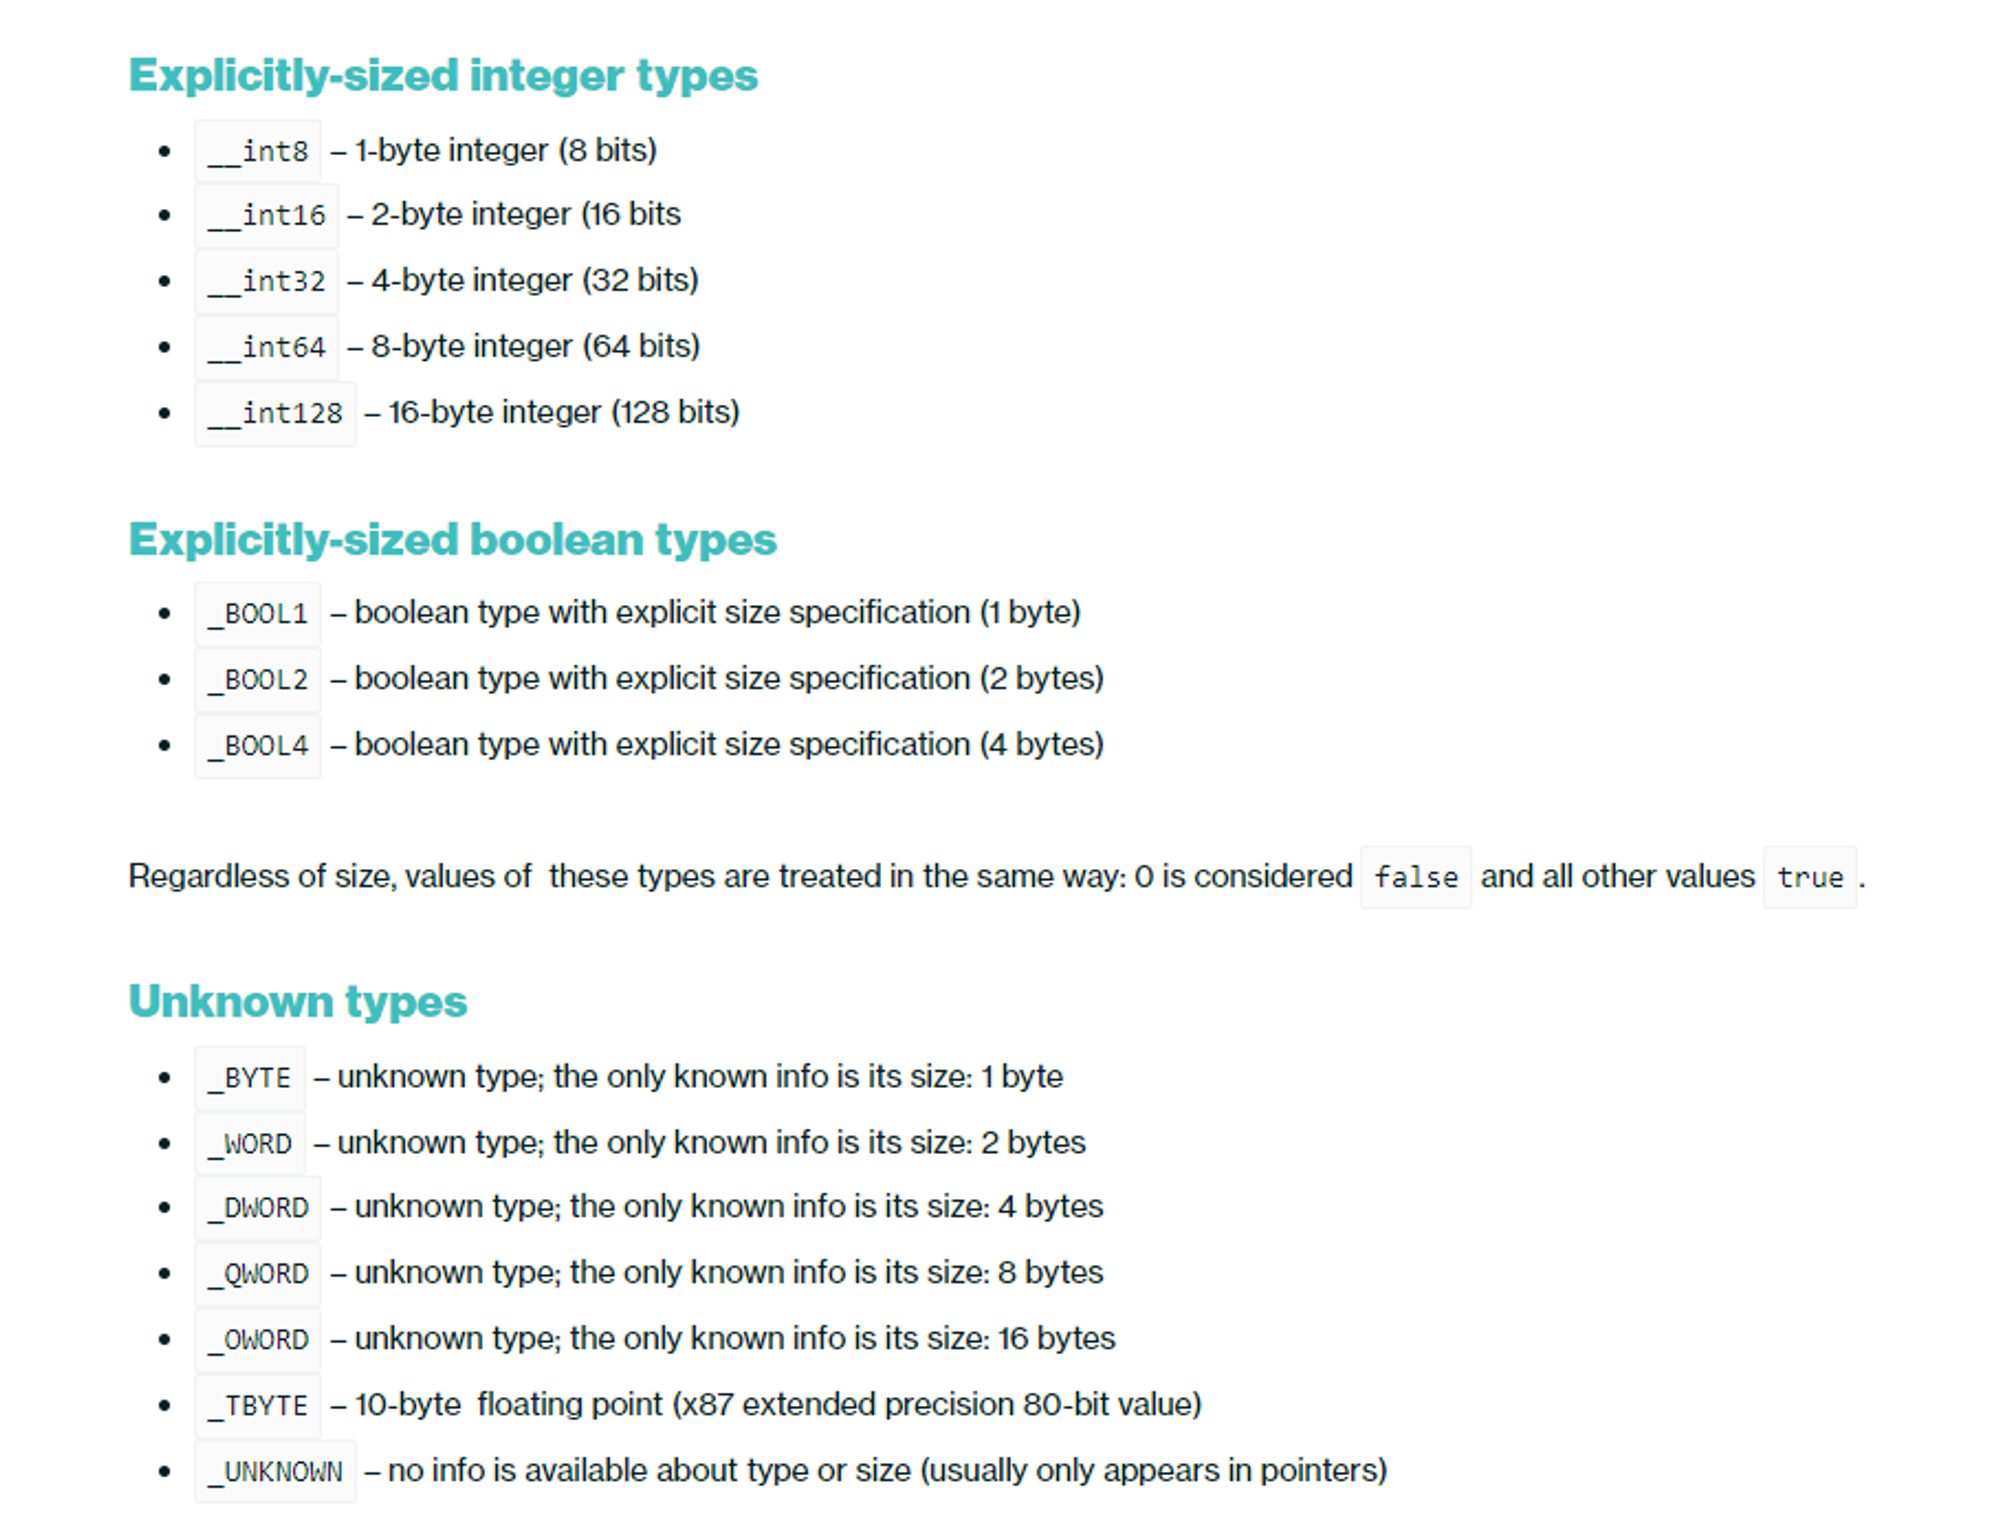 Explicitly-sized integer types
• __int8 – 1-byte integer (8 bits)
• __int16 – 2-byte integer (16 bits
• __int32 – 4-byte integer (32 bits)
• __int64 – 8-byte integer (64 bits)
• __int128 – 16-byte integer (128 bits)
Explicitly-sized boolean types
• _BOOL1 – boolean type with explicit size specification (1 byte)
• _BOOL2 – boolean type with explicit size specification (2 bytes)
• _BOOL4 – boolean type with explicit size specification (4 bytes)
Regardless of size, values of  these types are treated in the same way: 0 is considered false and all other values true .
Unknown types
• _BYTE – unknown type; the only known info is its size: 1 byte
• _WORD – unknown type; the only known info is its size: 2 bytes
• _DWORD – unknown type; the only known info is its size: 4 bytes
• _QWORD – unknown type; the only known info is its size: 8 bytes
• _OWORD – unknown type; the only known info is its size: 16 bytes
• _TBYTE – 10-byte  floating point (x87 extended precision 80-bit value)
• _UNKNOWN – no info is available about type or size (usually only appears in pointers)